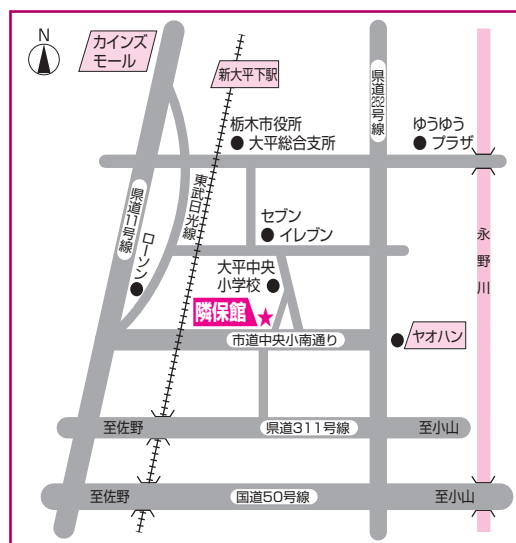 N
カインズ
モール
新大平下駅
県道252号線
栃木市役所
大平総合支所
ゆうゆう
プラザ
東武日光線
県道11号線
ローソン
セブン
イレブン
永野川
大平中央
小学校
隣保館
市道中央小南通り
ヤオハン
至佐野
県道311号線
至小山
至佐野
国道50号線
至小山